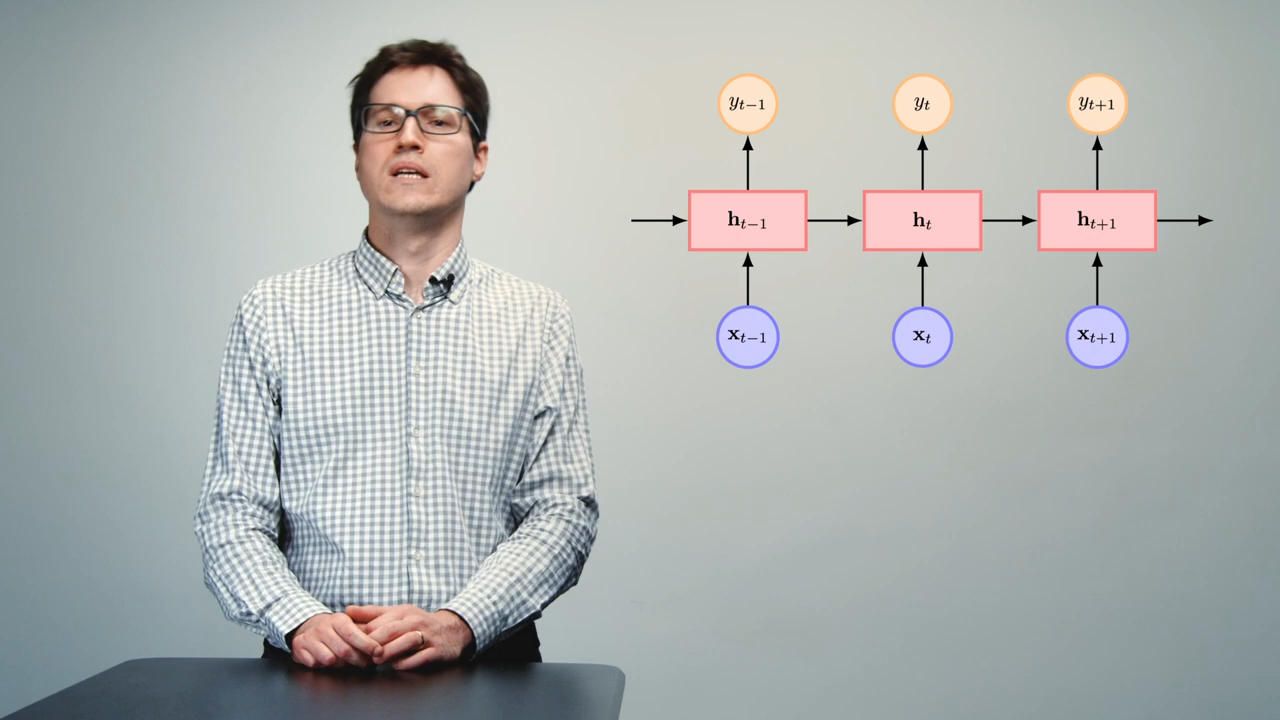 y_{t−1} y_t y_{t+1}
h_{t−1} h_t h_{t+1}
x_{t−1} x_t x_{t+1}